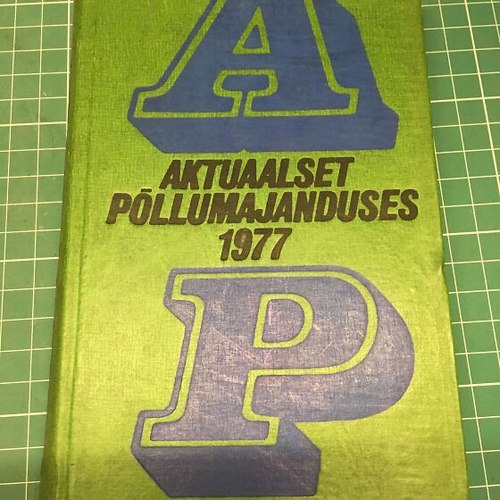 A
AKTUAALSET
PÕLLUMAJANDUSES
1977
P